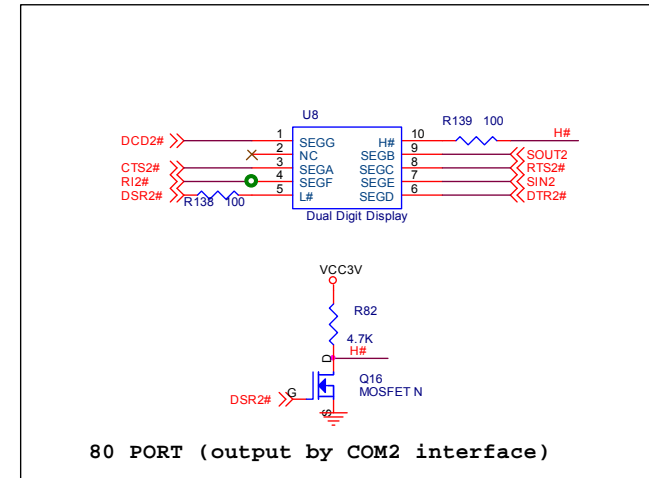 U8
R139 100
H#
DCD2# 1 SEGG H# 10
2 NC SEGB 9 SOUT2
CTS2# 3 SEGA SEGC 8 RTS2#
RI2# 4 SEGF SEGE 7 SIN2
DSR2# R138 100 5 L# SEGD 6 DTR2#
Dual Digit Display
VCC3V
R82
4.7K
H#
D
Q16
MOSFET N
DSR2# G
S
80 PORT (output by COM2 interface)